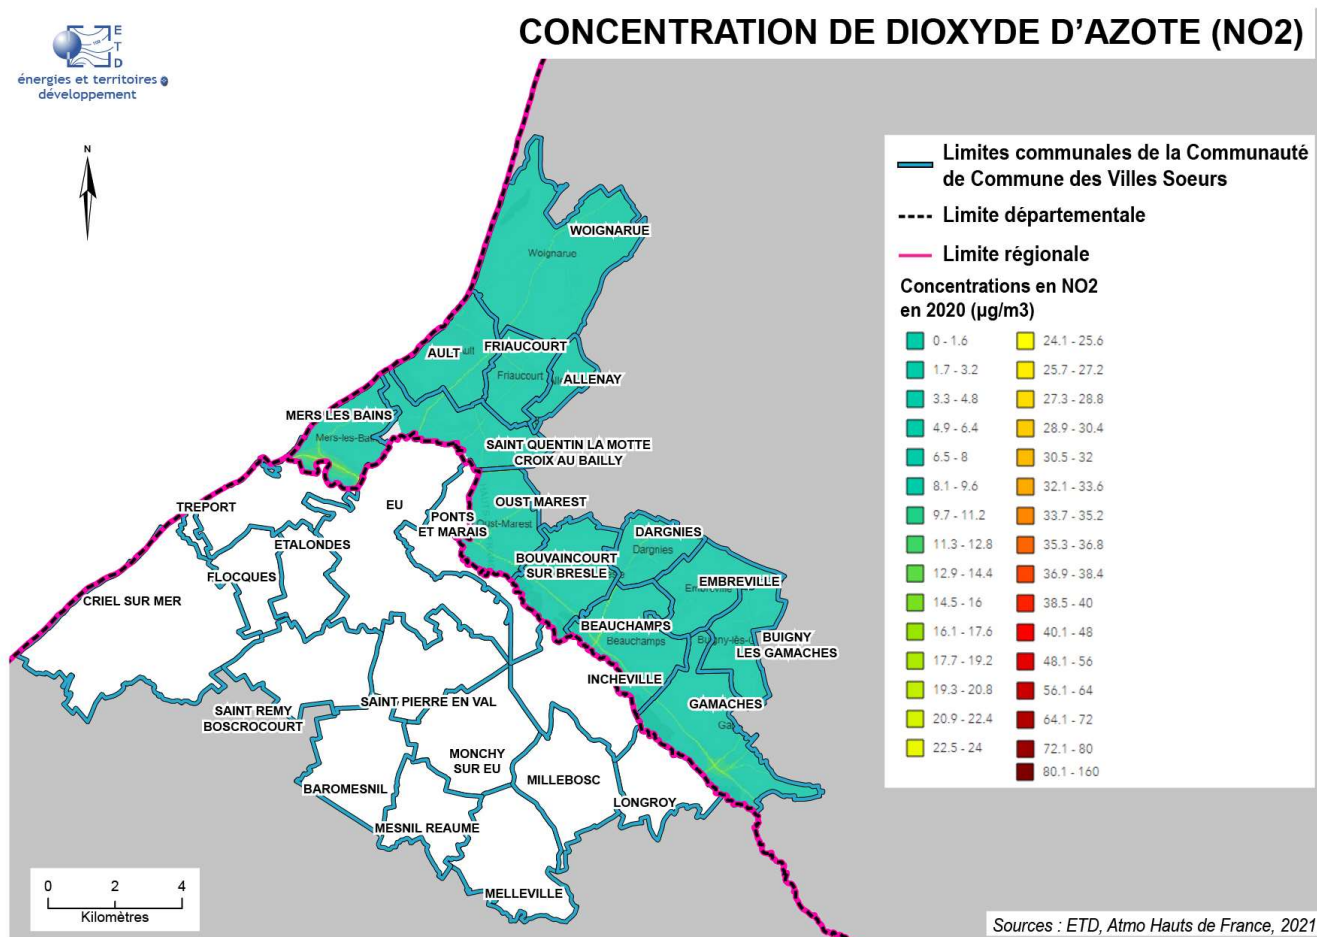 CONCENTRATION DE DIOXYDE D'AZOTE (NO2)
E
T
D
énergies et territoires
développement
N
Limites communales de la Communauté
de Commune des Villes Soeurs
Limite départementale
Limite régionale
Concentrations en NO2
en 2020 (µg/m3)
0 - 1.6
1.7 - 3.2
3.3 - 4.8
4.9 - 6.4
6.5 - 8
8.1 - 9.6
9.7 - 11.2
11.3 - 12.8
12.9 - 14.4
14.5 - 16
16.1 - 17.6
17.7 - 19.2
19.3 - 20.8
20.9 - 22.4
22.5 - 24
24.1 - 25.6
25.7 - 27.2
27.3 - 28.8
28.9 - 30.4
30.5 - 32
32.1 - 33.6
33.7 - 35.2
35.3 - 36.8
36.9 - 38.4
38.5 - 40
40.1 - 48
48.1 - 56
56.1 - 64
64.1 - 72
72.1 - 80
80.1 - 160
WOIGNARUE
Woignarue
AULT
FRIAUCOURT
Friaucourt
ALLENAY
MERS LES BAINS
Mers-les-Bai
SAINT QUENTIN LA MOTTE
CROIX AU BAILLY
OUST MAREST
Oust-Marest
TREPORT
EU
PONTS
ET MARAIS
ETALONDES
FLOCQUES
CRIEL SUR MER
BOUVAINCOURT
SUR BRESLE
DARGNIES
Dargnies
EMBREVILLE
Embreville
BEAUCHAMPS
Beauchamps
BUIGNY
LES GAMACHES
Buigny-lès-
INCHEVILLE
GAMACHES
Ga
SAINT REMY
BOSCROCOURT
SAINT PIERRE EN VAL
MONCHY
SUR EU
BAROMESNIL
MILLEBOSC
LONGROY
MESNIL REAUME
MELLEVILLE
0 2 4
Kilomètres
Sources : ETD, Atmo Hauts de France, 2021